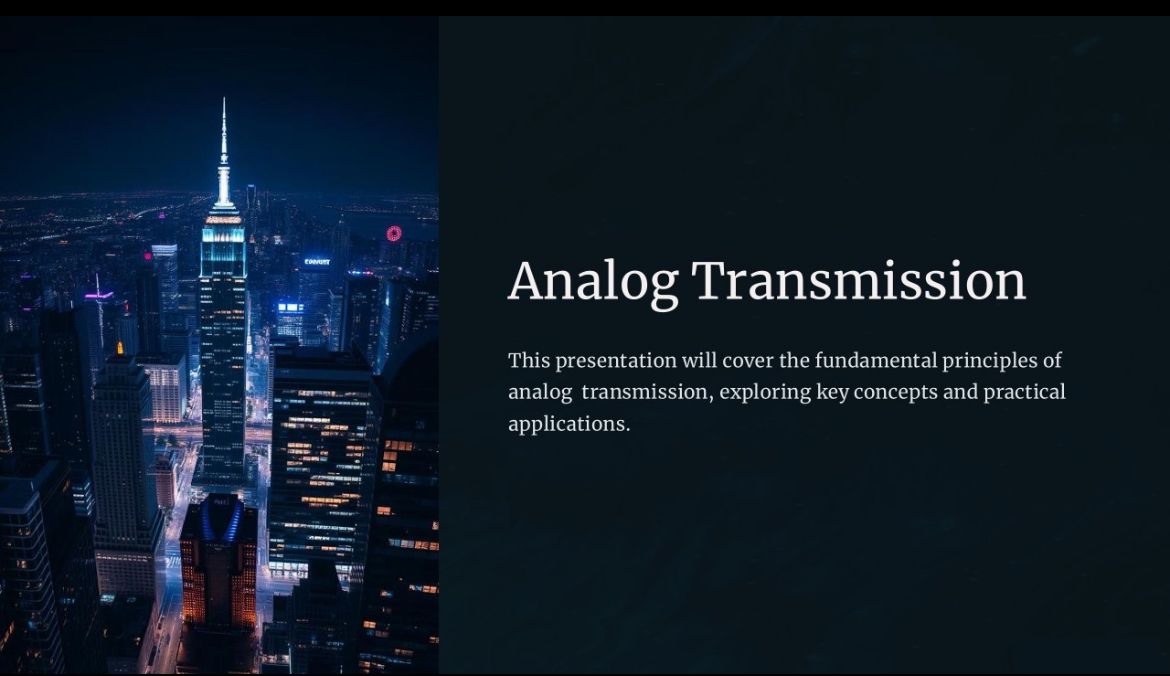 Analog Transmission
This presentation will cover the fundamental principles of
analog  transmission, exploring key concepts and practical
applications.